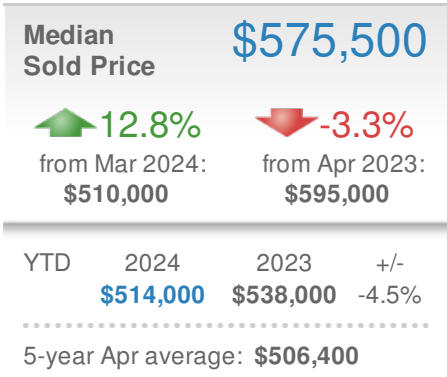 Median
Sold Price
$575,500
12.8% -3.3%
from Mar 2024: from Apr 2023:
$510,000 $595,000
YTD 2024 2023 +/-
$514,000 $538,000 -4.5%
5-year Apr average: $506,400